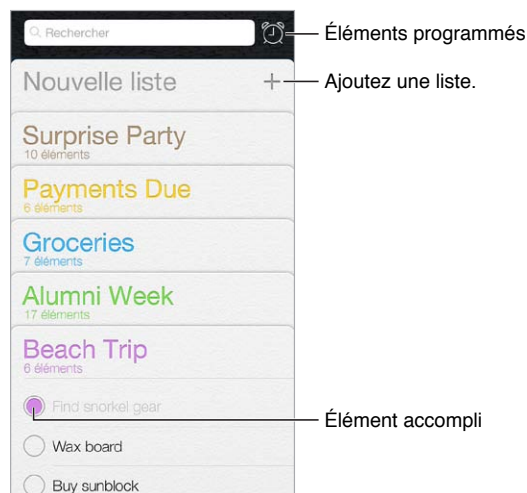 Rechercher
Éléments programmés
Nouvelle liste
Ajoutez une liste.
Surprise Party
10 éléments
Payments Due
6 éléments
Groceries
7 éléments
Alumni Week
17 éléments
Beach Trip
6 éléments
Find snorkel gear
Élément accompli
Wax board
Buy sunblock